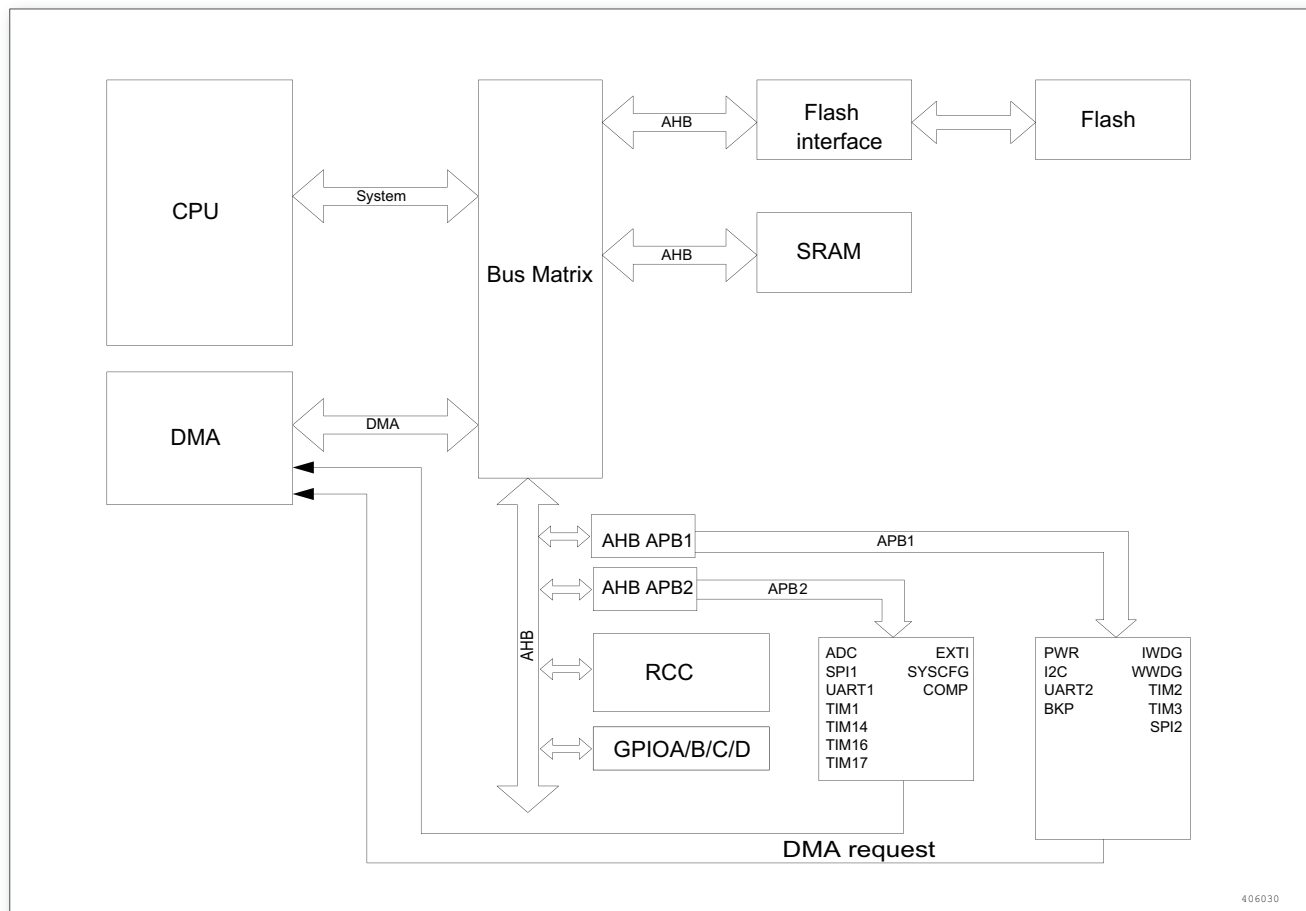 CPU
System
Bus Matrix
AHB
Flash
interface
Flash
AHB
SRAM
DMA
DMA
AHB
AHB APB1
APB1
AHB APB2
APB2
RCC
GPIOA/B/C/D
ADC EXTI
SPI1 SYSCFG
UART1 COMP
TIM1
TIM14
TIM16
TIM17
PWR IWDG
I2C WWDG
UART2 TIM2
BKP TIM3
SPI2
DMA request
406030